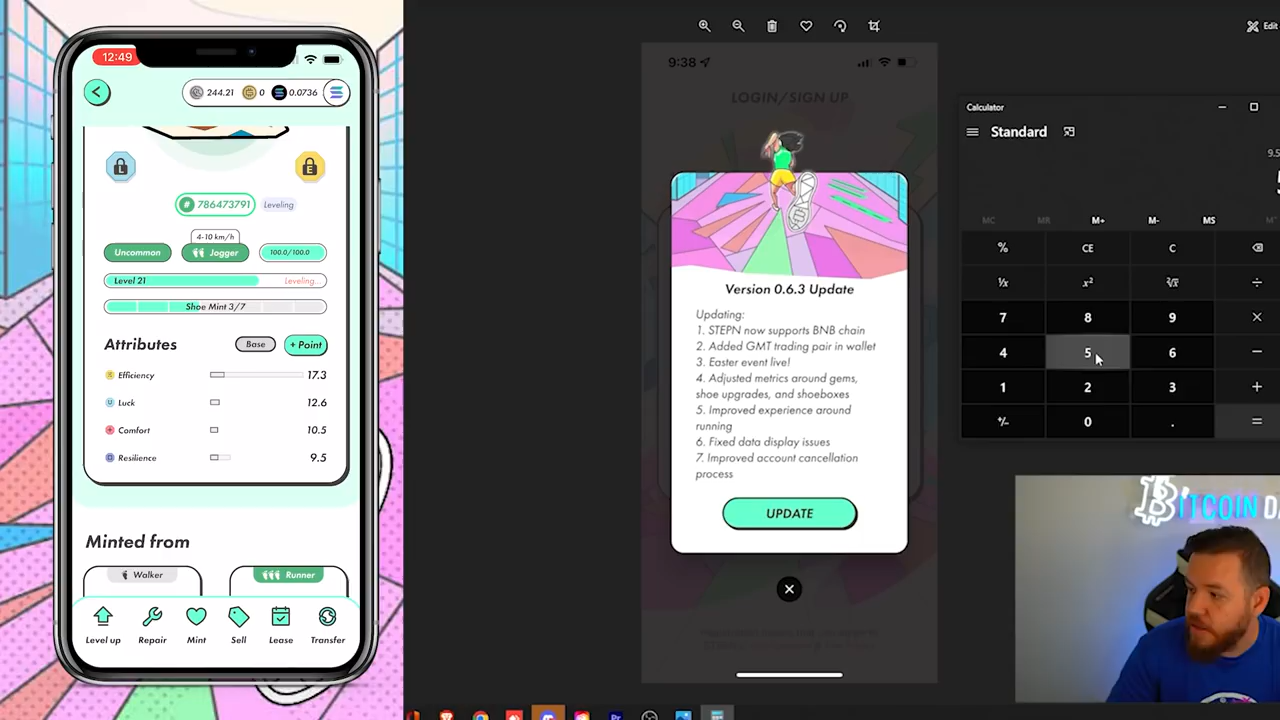 12:49
244.21 0 0.0736
L E
# 786473791 Leveling
4-10 km/h
Uncommon Jogger 100.0/100.0
Level 21 Leveling...
Shoe Mint 3/7
Attributes Base + Point
Efficiency 17.3
Luck 12.6
Comfort 10.5
Resilience 9.5
Minted from
Walker Runner
Level up Repair Mint Sell Lease Transfer
Edit
9:38
LOGIN/SIGN UP
Version 0.6.3 Update
Updating:
1. STEPN now supports BNB chain
2. Added GMT trading pair in wallet
3. Easter event live!
4. Adjusted metrics around gems,
shoe upgrades, and shoeboxes
5. Improved experience around
running
6. Fixed data display issues
7. Improved account cancellation
process
UPDATE
Calculator
Standard
9.5
MC MR M+ M- MS
% CE C
¹/x x² ²√x ÷
7 8 9 ×
4 5 6 −
1 2 3 +
+/- 0 . =
BITCOIN DA
Pr